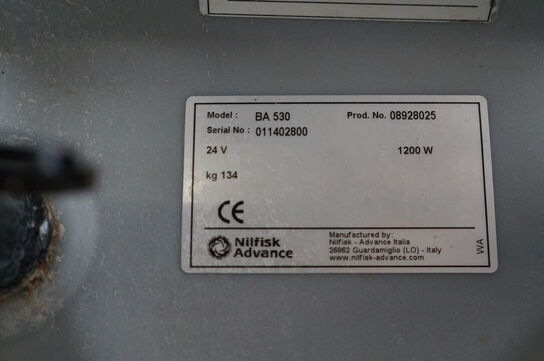 Model : BA 530 Prod. No. 08928025
Serial No : 011402800
24 V 1200 W
kg 134
CE
Nilfisk
Advance
Manufactured by:
Nilfisk - Advance Italia
26862 Guardamiglio (LO) - Italy
www.nilfisk-advance.com
WA